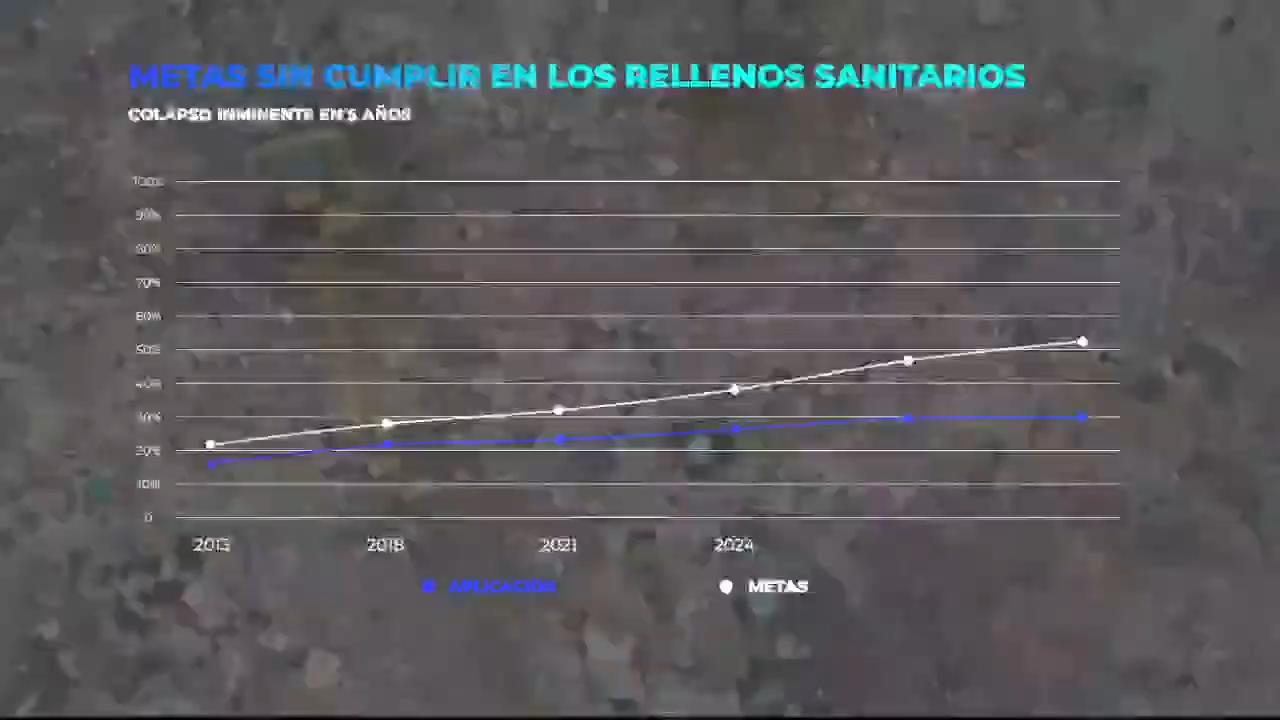 METAS SIN CUMPLIR EN LOS RELLENOS SANITARIOS
COLAPSO INMINENTE EN 5 AÑOS
100%
90%
80%
70%
60%
50%
40%
30%
20%
10%
0
2015 2018 2021 2024
APLICACIÓN METAS